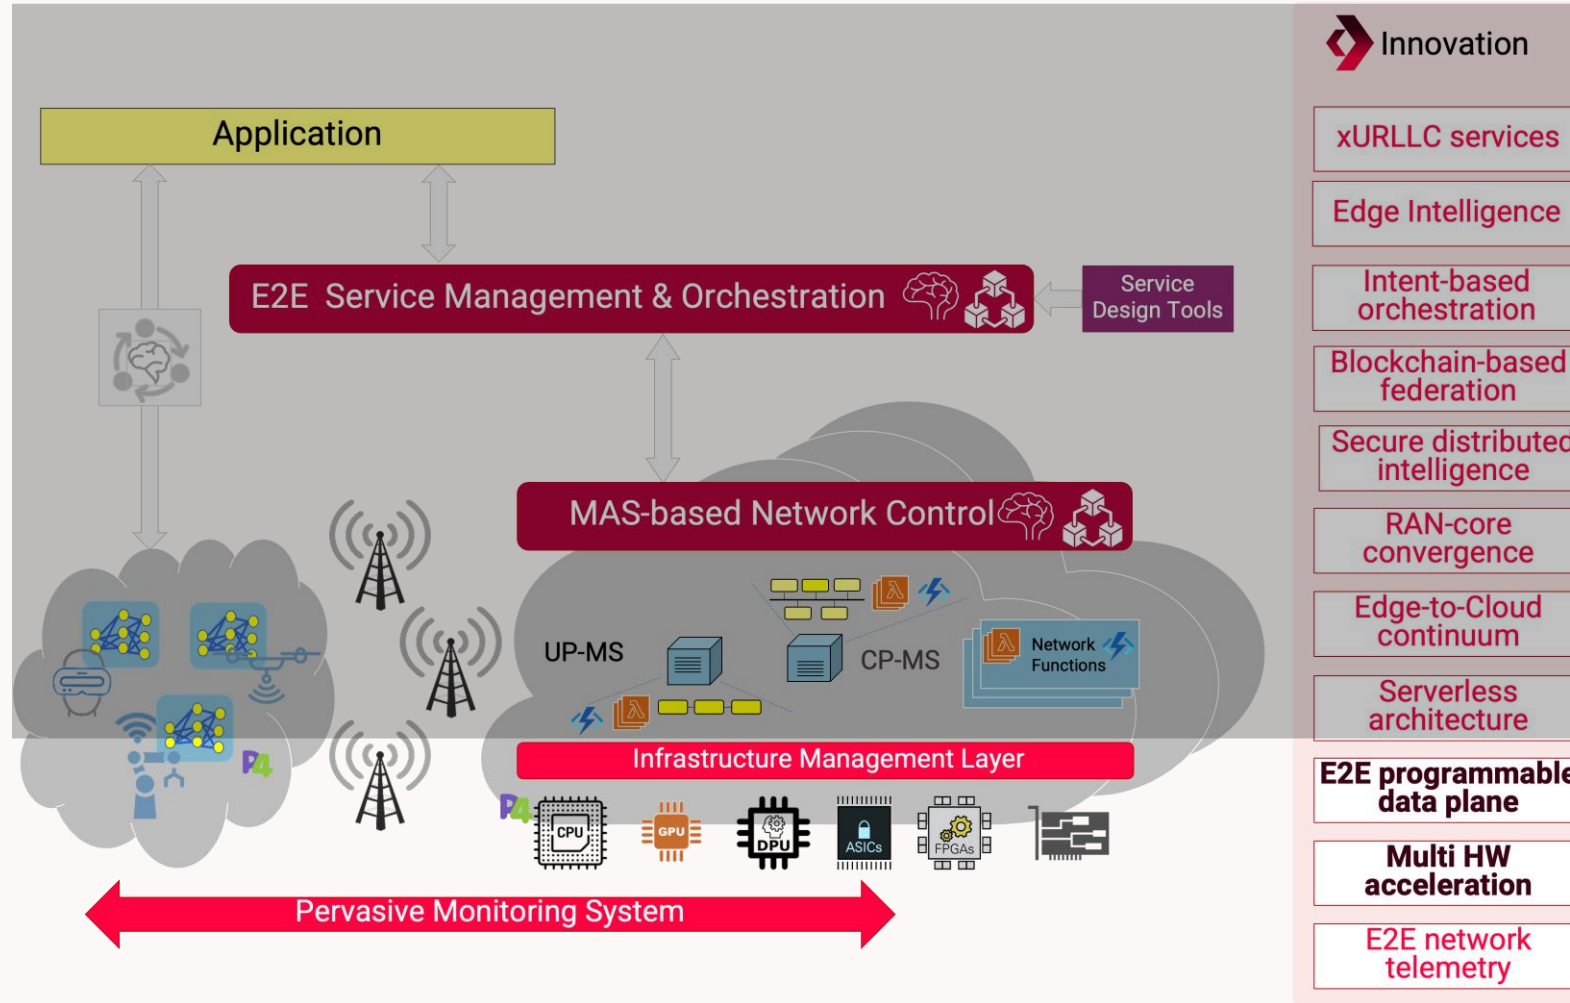 Innovation
Application
xURLLC services
Edge Intelligence
E2E Service Management & Orchestration
Service
Design Tools
Intent-based
orchestration
Blockchain-based
federation
Secure distributed
intelligence
MAS-based Network Control
RAN-core
convergence
Edge-to-Cloud
continuum
UP-MS
CP-MS
λ
λ
λ
Network
Functions
Serverless
architecture
Infrastructure Management Layer
P4
P4
CPU
GPU
DPU
ASICs
FPGAs
E2E programmable
data plane
Multi HW
acceleration
Pervasive Monitoring System
E2E network
telemetry